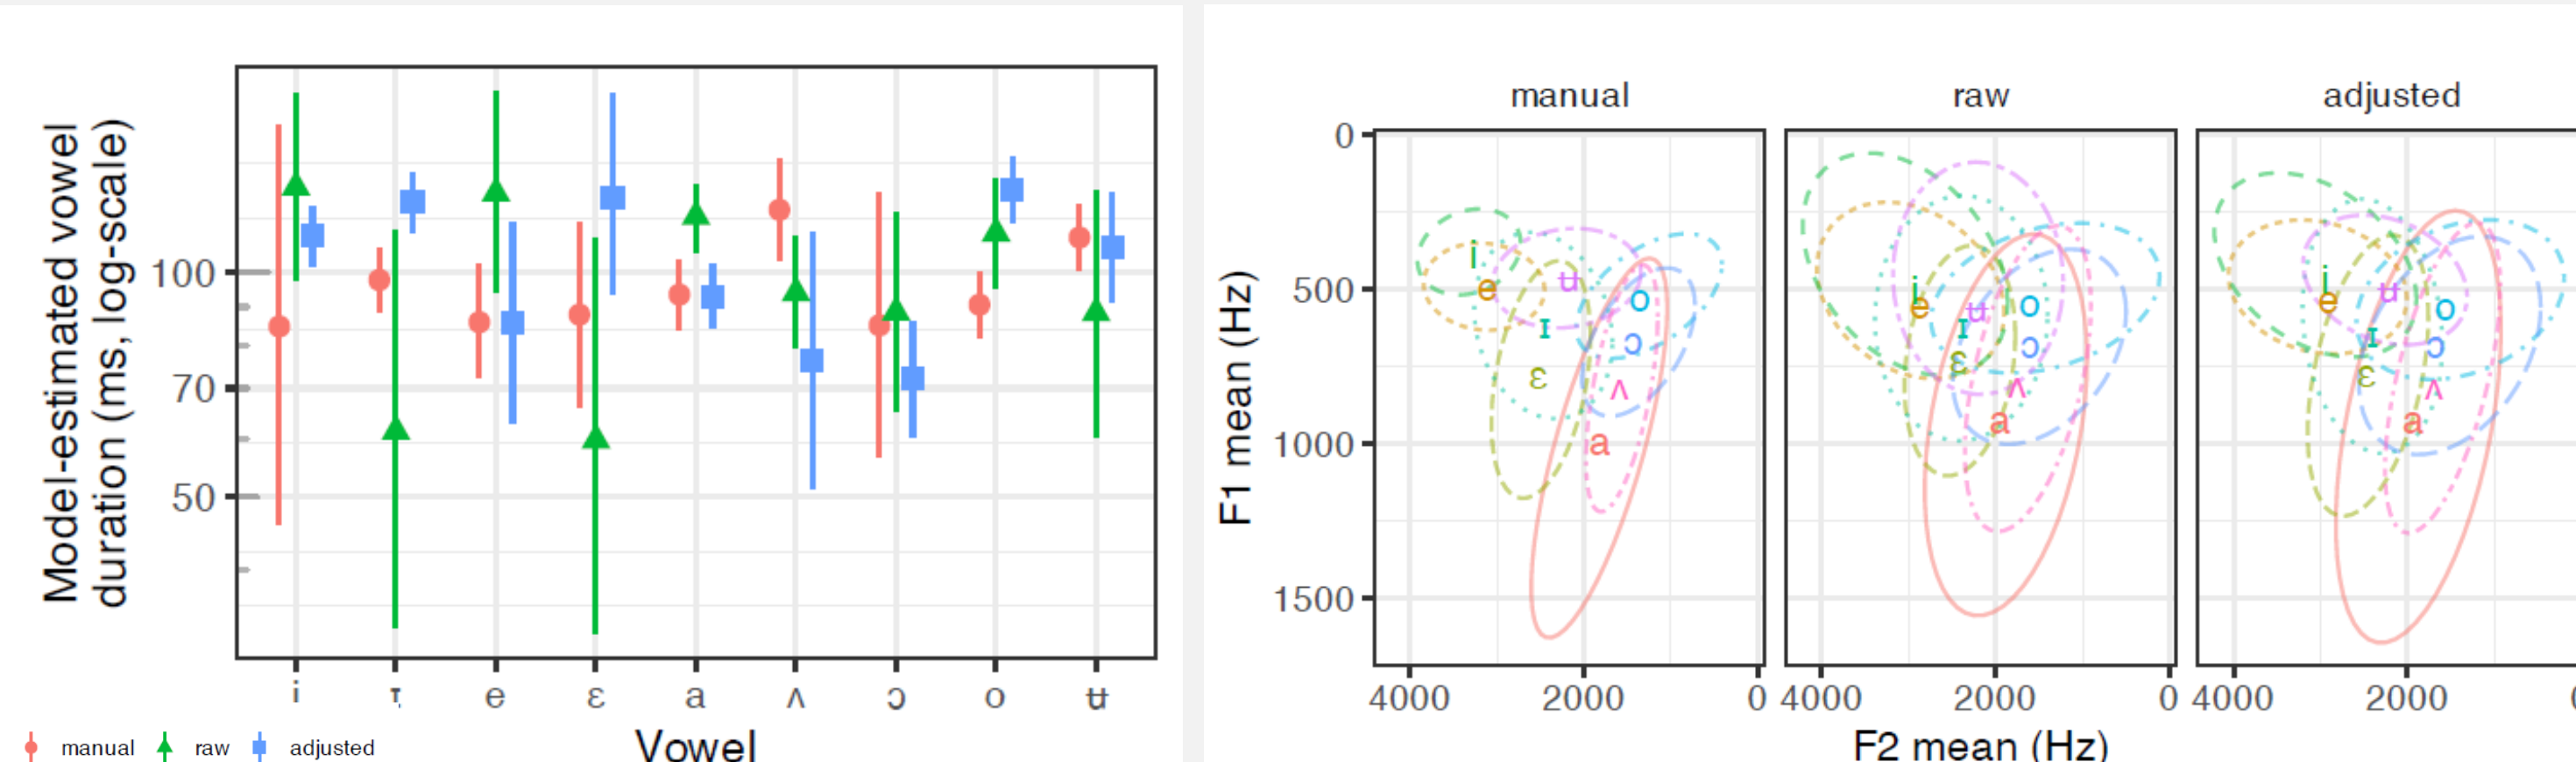 Model-estimated vowel
duration (ms, log-scale)
100
70
50
i ɪ e ɛ a ʌ ɔ o ʉ
Vowel
manual raw adjusted
manual raw adjusted
F1 mean (Hz)
0
500
1000
1500
i e ɛ ɪ ʉ o ɔ ʌ a
i e ɛ ɪ ʉ o ɔ ʌ a
i e ɛ ɪ ʉ o ɔ ʌ a
4000 2000 0 4000 2000 0 4000 2000
F2 mean (Hz)